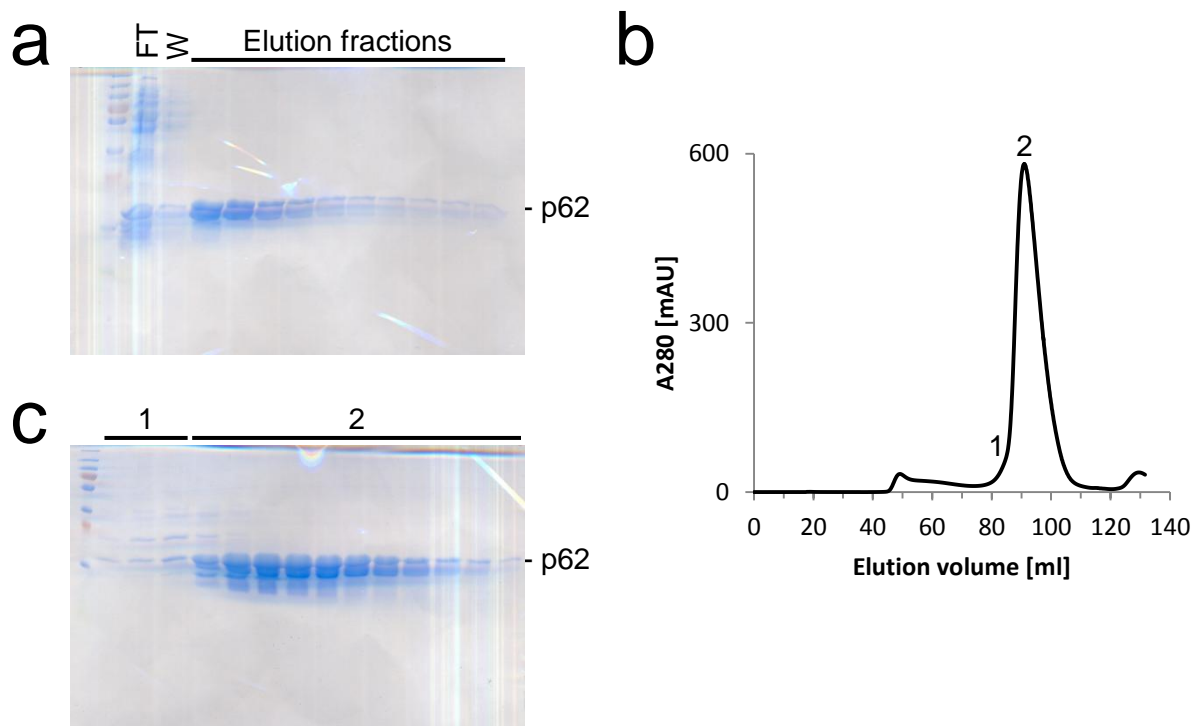 a
FT
W
Elution fractions
- p62
b
600
300
0
A280 [mAU]
1
2
0 20 40 60 80 100 120 140
Elution volume [ml]
c
1
2
- p62